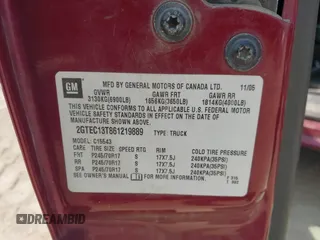 GM
MFD BY GENERAL MOTORS OF CANADA LTD. 11/05
GVWR GAWR FRT GAWR RR
3130KG(6900LB) 1656KG(3650LB) 1814KG(4000LB)
THIS VEHICLE CONFORMS TO ALL APPLICABLE U.S.
FEDERAL MOTOR VEHICLE SAFETY STANDARDS IN
EFFECT ON THE DATE OF MANUFACTURE SHOWN
ABOVE.
2GTEC13T861219889 TYPE: TRUCK
MODEL: C15543
TIRE SIZE SPEED RTG RIM COLD TIRE PRESSURE
FRT P245/70R17 S 17X7.5J 240KPA(35PSI)
RR P245/70R17 S 17X7.5J 240KPA(35PSI)
SPA P245/70R17 S 17X7.5J 240KPA(35PSI)
SEE OWNER'S MANUAL FOR MORE INFORMATION.
DREAMBID